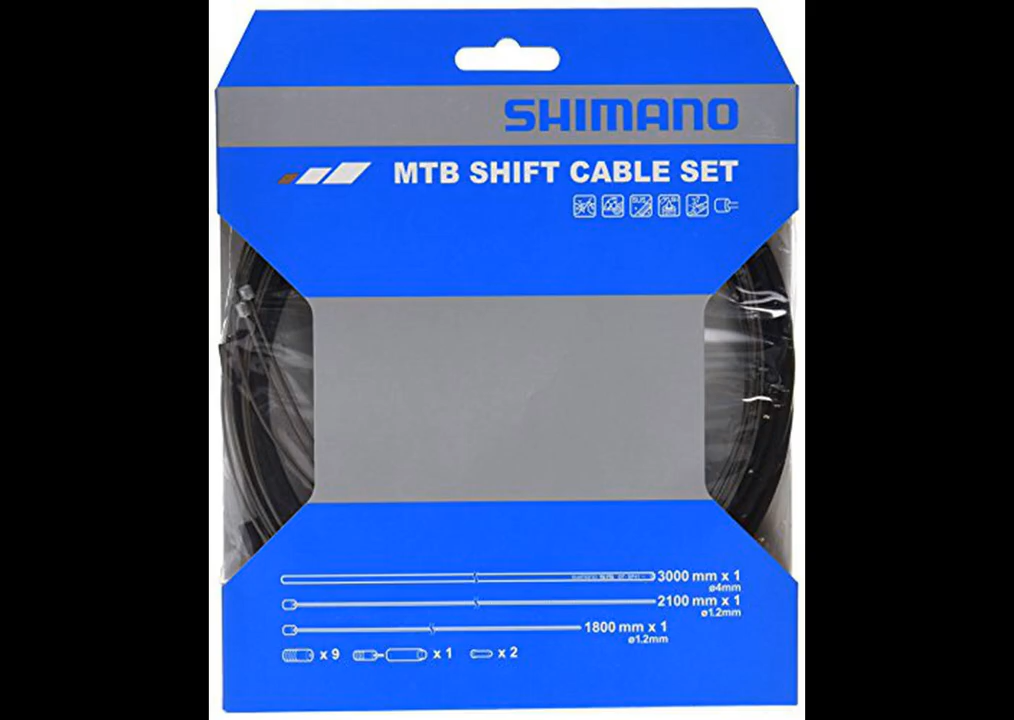 SHIMANO
MTB SHIFT CABLE SET
3000 mm x 1
ø4mm
2100 mm x 1
ø1.2mm
1800 mm x 1
ø1.2mm
x 9 x 1 x 2